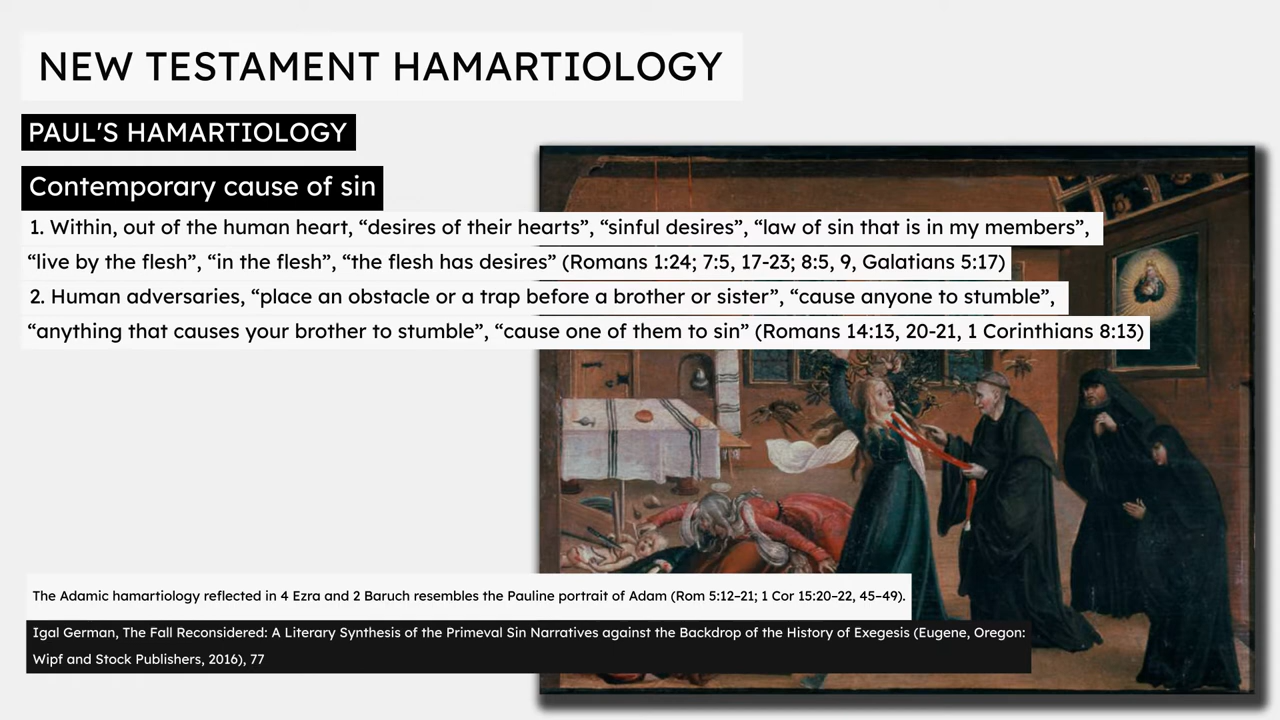 NEW TESTAMENT HAMARTIOLOGY
PAUL'S HAMARTIOLOGY
Contemporary cause of sin
1. Within, out of the human heart, “desires of their hearts”, “sinful desires”, “law of sin that is in my members”,
“live by the flesh”, “in the flesh”, “the flesh has desires” (Romans 1:24; 7:5, 17-23; 8:5, 9, Galatians 5:17)
2. Human adversaries, “place an obstacle or a trap before a brother or sister”, “cause anyone to stumble”,
“anything that causes your brother to stumble”, “cause one of them to sin” (Romans 14:13, 20-21, 1 Corinthians 8:13)
The Adamic hamartiology reflected in 4 Ezra and 2 Baruch resembles the Pauline portrait of Adam (Rom 5:12–21; 1 Cor 15:20–22, 45–49).
Igal German, The Fall Reconsidered: A Literary Synthesis of the Primeval Sin Narratives against the Backdrop of the History of Exegesis (Eugene, Oregon:
Wipf and Stock Publishers, 2016), 77